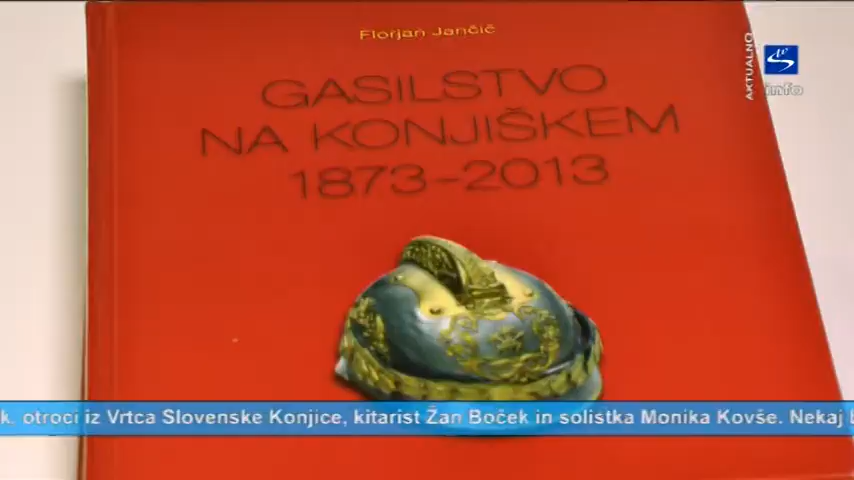 Florjan Jančič
GASILSTVO
NA KONJIŠKEM
1873-2013
AKTUALNO
tv
info
k, otroci iz Vrtca Slovenske Konjice, kitarist Žan Boček in solistka Monika Kovše. Nekaj